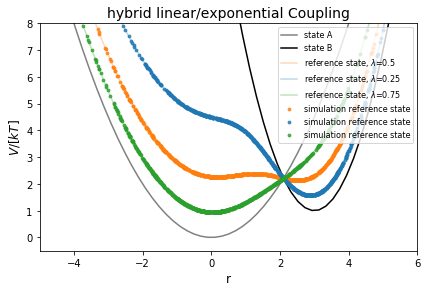 hybrid linear/exponential Coupling
V/[kT]
8
7
6
5
4
3
2
1
0
state A
state B
reference state, λ=0.5
reference state, λ=0.25
reference state, λ=0.75
simulation reference state
simulation reference state
simulation reference state
−4 −2 0 2 4 6
r